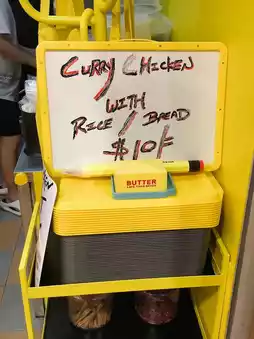 CURRY CHICKEN
WITH
RICE / BREAD
$10/-
BUTTER